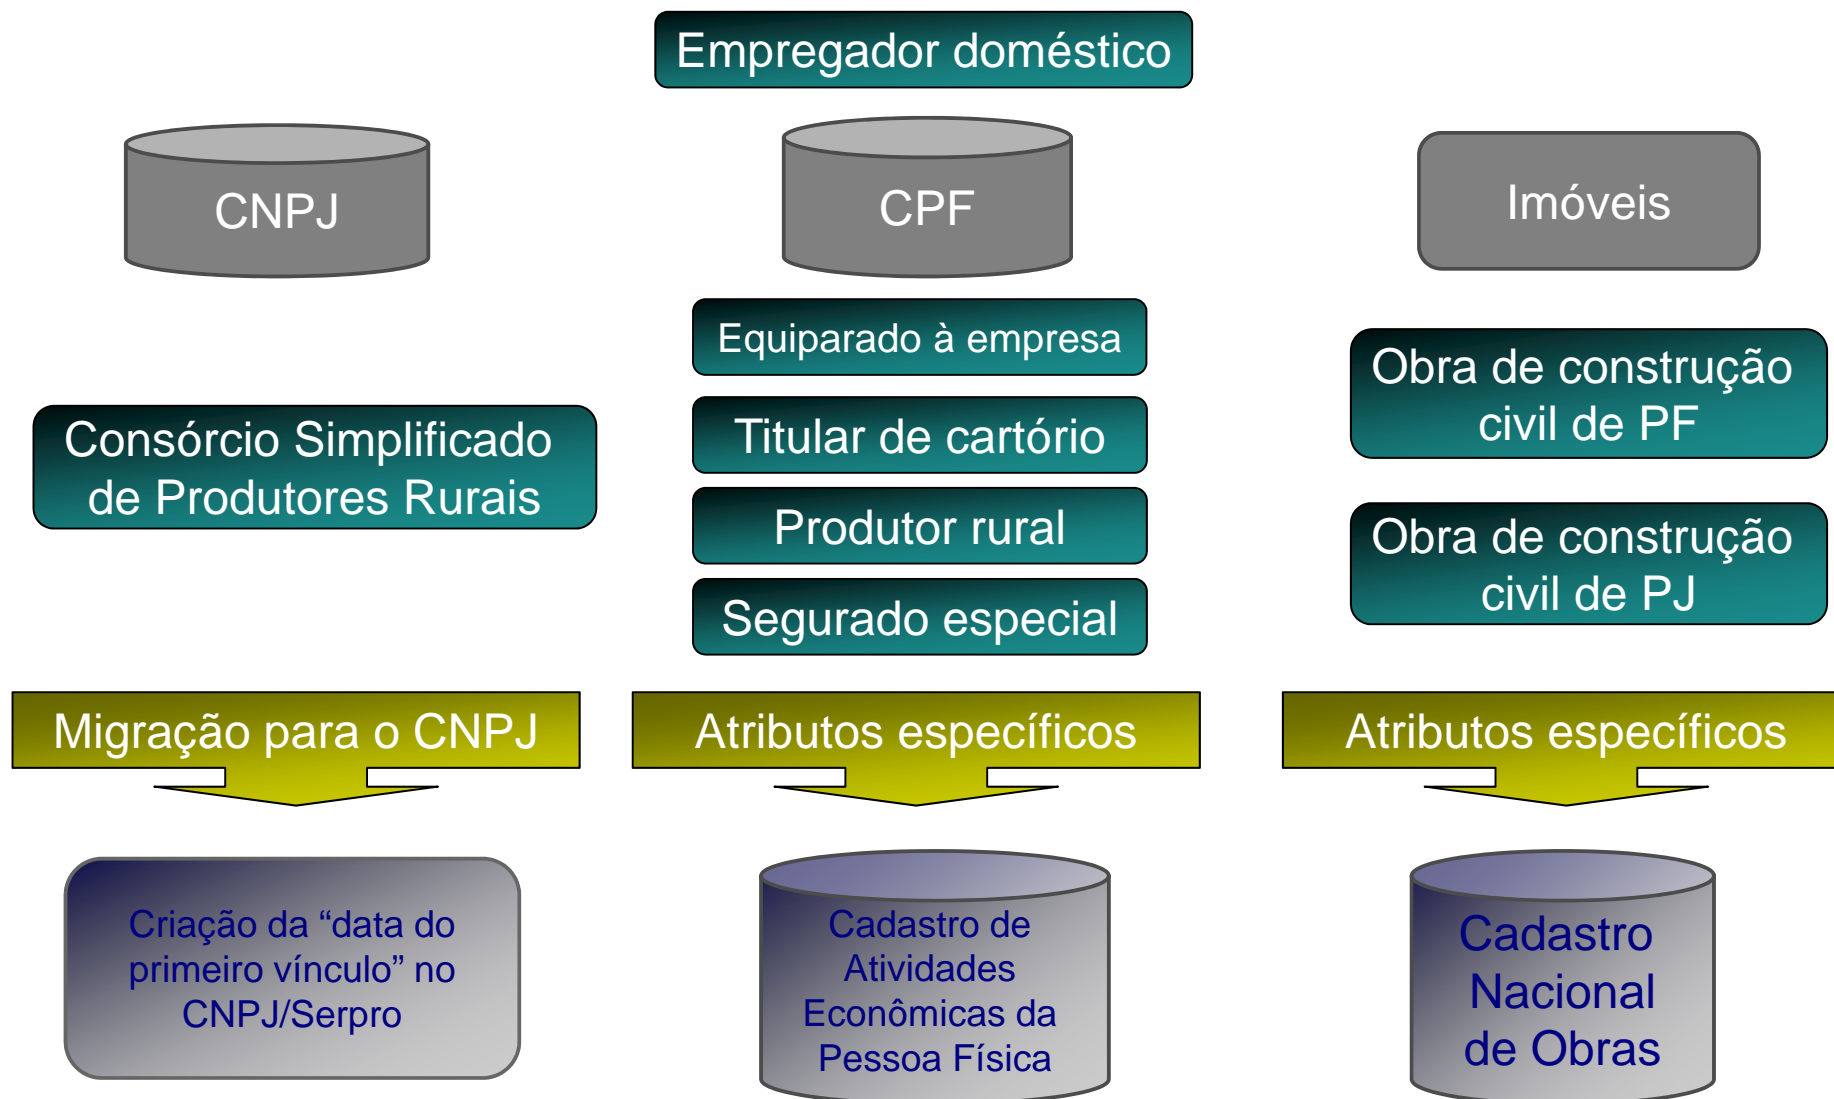 Empregador doméstico
CNPJ
CPF
Imóveis
Consórcio Simplificado
de Produtores Rurais
Equiparado à empresa
Titular de cartório
Produtor rural
Segurado especial
Obra de construção
civil de PF
Obra de construção
civil de PJ
Migração para o CNPJ
Atributos específicos
Atributos específicos
Criação da “data do
primeiro vínculo” no
CNPJ/Serpro
Cadastro de
Atividades
Econômicas da
Pessoa Física
Cadastro
Nacional
de Obras